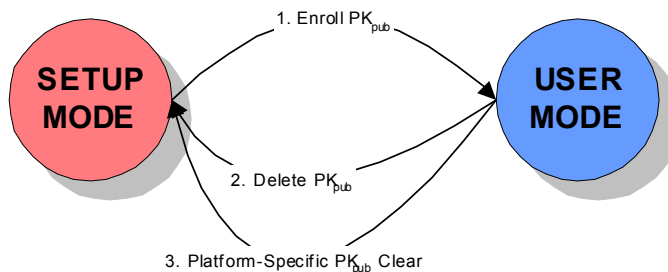 1. Enroll PKpub
SETUP
MODE
USER
MODE
2. Delete PKpub
3. Platform-Specific PKpub Clear